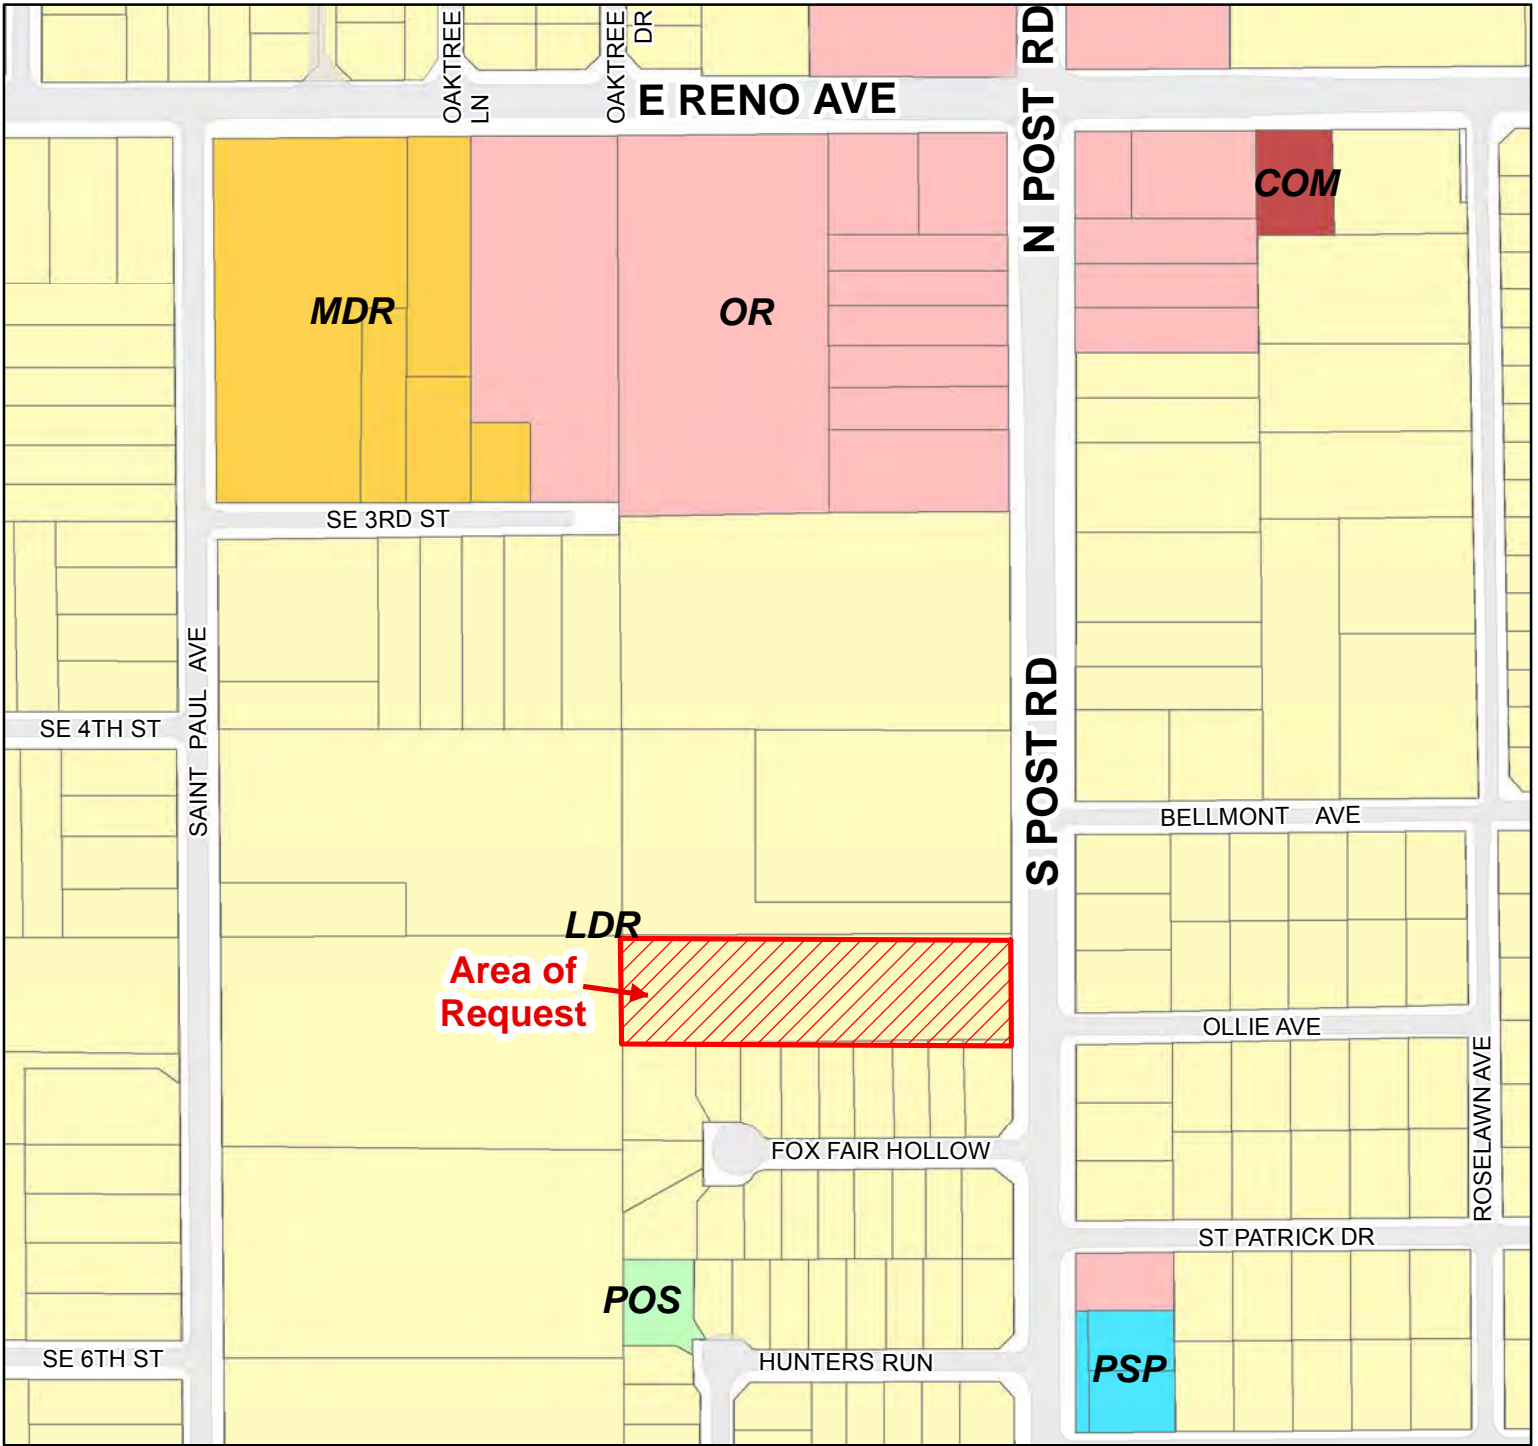 OAKTREE
LN
OAKTREE
DR
E RENO AVE
N POST RD
COM
MDR
OR
SE 3RD ST
SAINT PAUL AVE
SE 4TH ST
S POST RD
BELLMONT AVE
LDR
Area of
Request
OLLIE AVE
ROSELAWN AVE
FOX FAIR HOLLOW
ST PATRICK DR
POS
SE 6TH ST
HUNTERS RUN
PSP